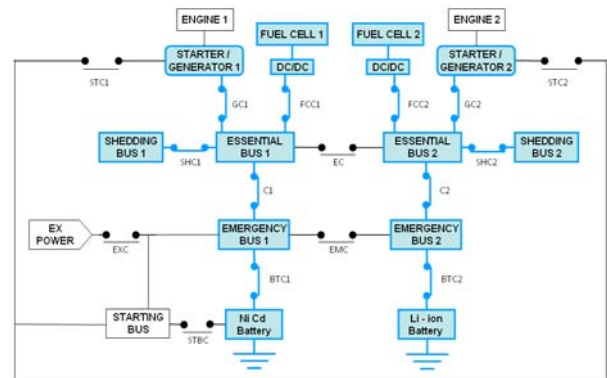 ENGINE 1
ENGINE 2
FUEL CELL 1
FUEL CELL 2
STARTER /
GENERATOR 1
DC/DC
DC/DC
STARTER /
GENERATOR 2
STC1
STC2
GC1
FCC1
FCC2
GC2
SHEDDING
BUS 1
SHC1
ESSENTIAL
BUS 1
EC
ESSENTIAL
BUS 2
SHC2
SHEDDING
BUS 2
C1
C2
EX
POWER
EXC
EMERGENCY
BUS 1
EMC
EMERGENCY
BUS 2
BTC1
BTC2
STARTING
BUS
STBC
Ni Cd
Battery
Li - ion
Battery